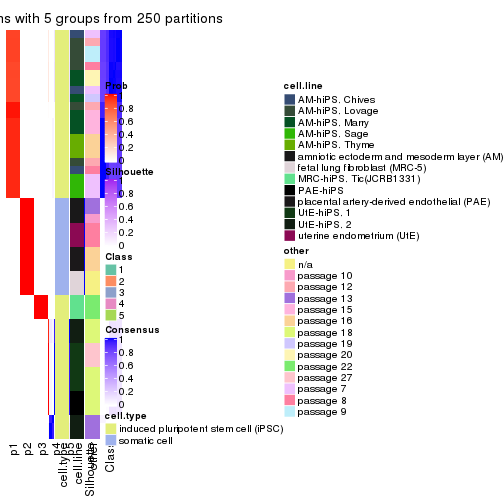 ns with 5 groups from 250 partitions
Prob
0.8
0.6
0.4
0.2
0
Silhouette
1
0.8
0.6
0.4
0.2
0
Class
1
2
3
4
5
Consensus
1
0.8
0.6
0.4
0.2
0
cell.type
induced pluripotent stem cell (iPSC)
somatic cell
cell.line
AM-hiPS. Chives
AM-hiPS. Lovage
AM-hiPS. Marry
AM-hiPS. Sage
AM-hiPS. Thyme
amniotic ectoderm and mesoderm layer (AM)
fetal lung fibroblast (MRC-5)
MRC-hiPS. Tic(JCRB1331)
PAE-hiPS
placental artery-derived endothelial (PAE)
UtE-hiPS. 1
UtE-hiPS. 2
uterine endometrium (UtE)
other
n/a
passage 10
passage 12
passage 13
passage 15
passage 16
passage 18
passage 19
passage 20
passage 22
passage 27
passage 7
passage 8
passage 9
p1
p2
p3
p4
p5
cell.type
cell.line
Silhouette
other
Class